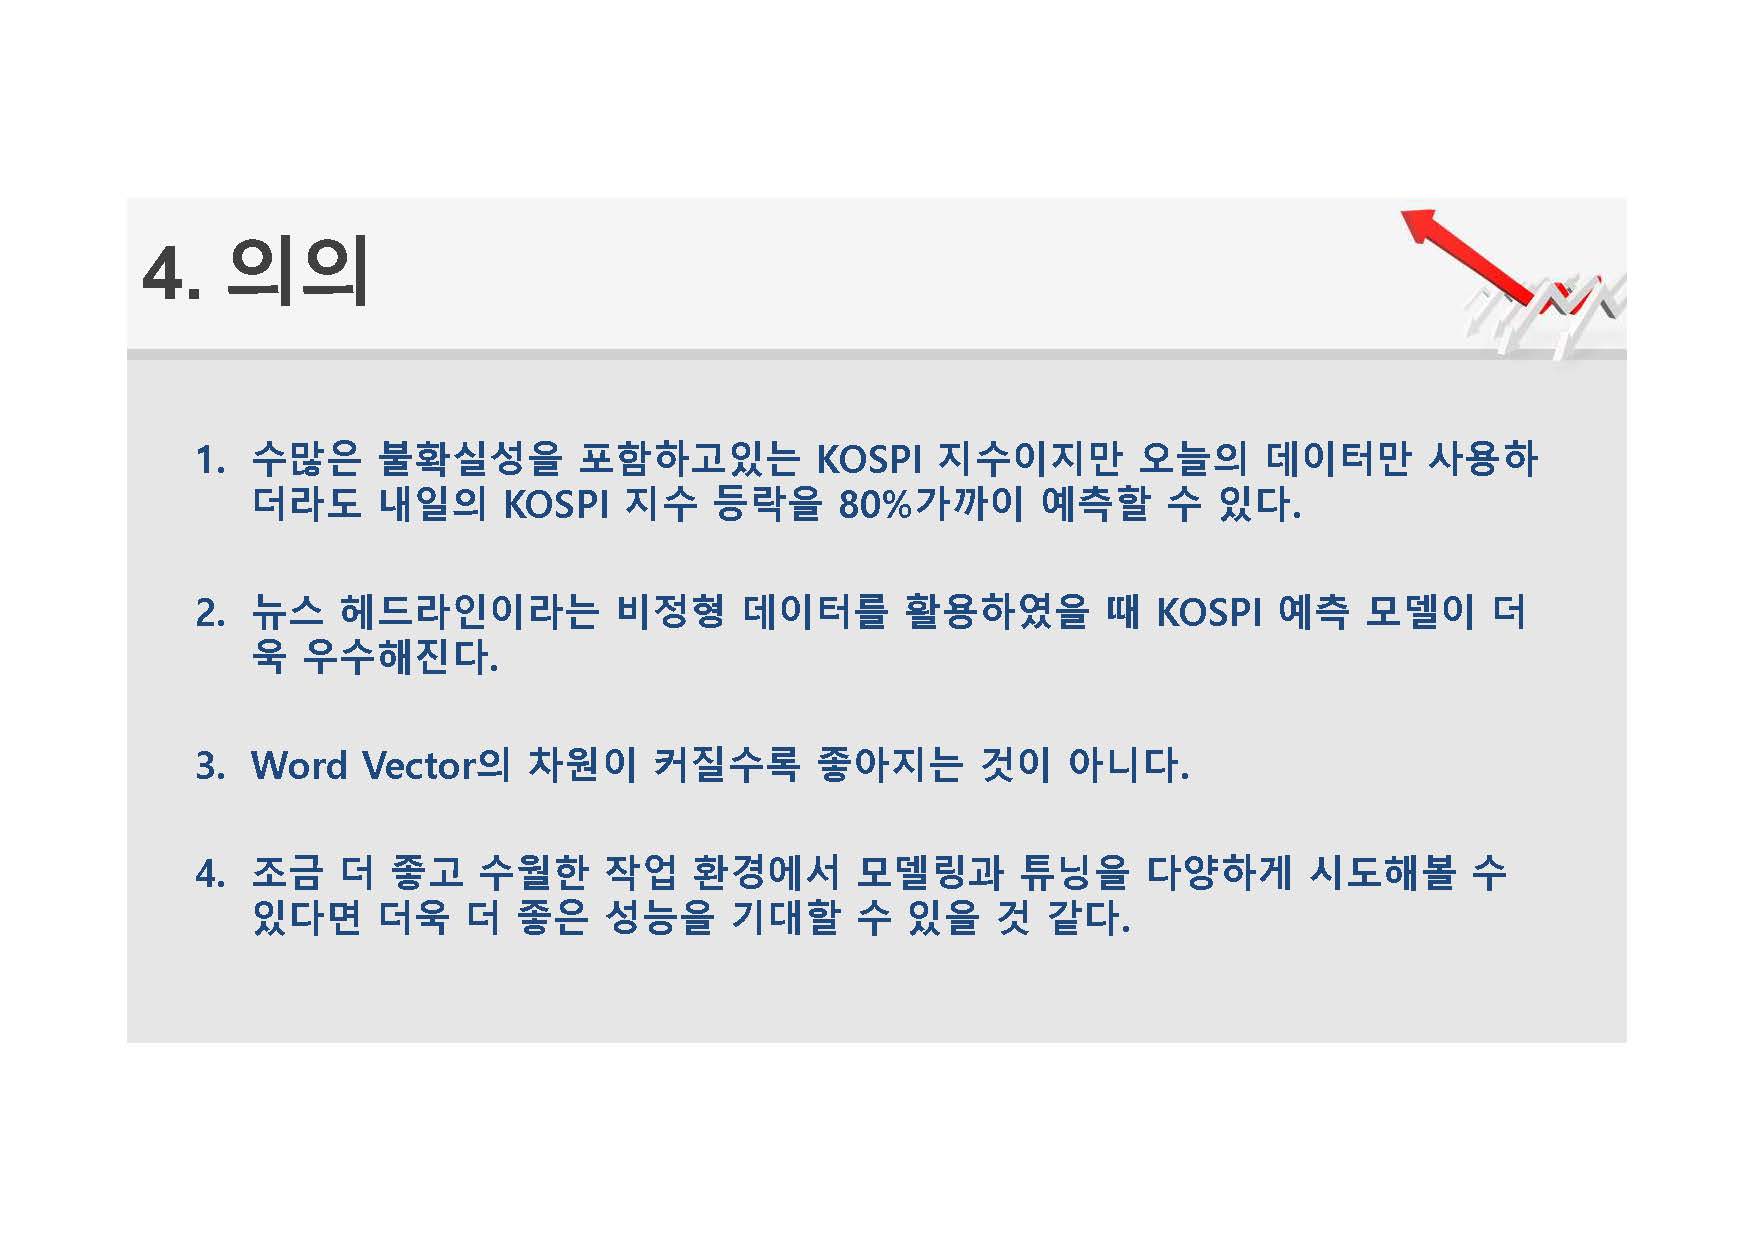 4. 의의
1. 수많은 불확실성을 포함하고있는 KOSPI 지수이지만 오늘의 데이터만 사용하
더라도 내일의 KOSPI 지수 등락을 80%가까이 예측할 수 있다.
2. 뉴스 헤드라인이라는 비정형 데이터를 활용하였을 때 KOSPI 예측 모델이 더
욱 우수해진다.
3. Word Vector의 차원이 커질수록 좋아지는 것이 아니다.
4. 조금 더 좋고 수월한 작업 환경에서 모델링과 튜닝을 다양하게 시도해볼 수
있다면 더욱 더 좋은 성능을 기대할 수 있을 것 같다.